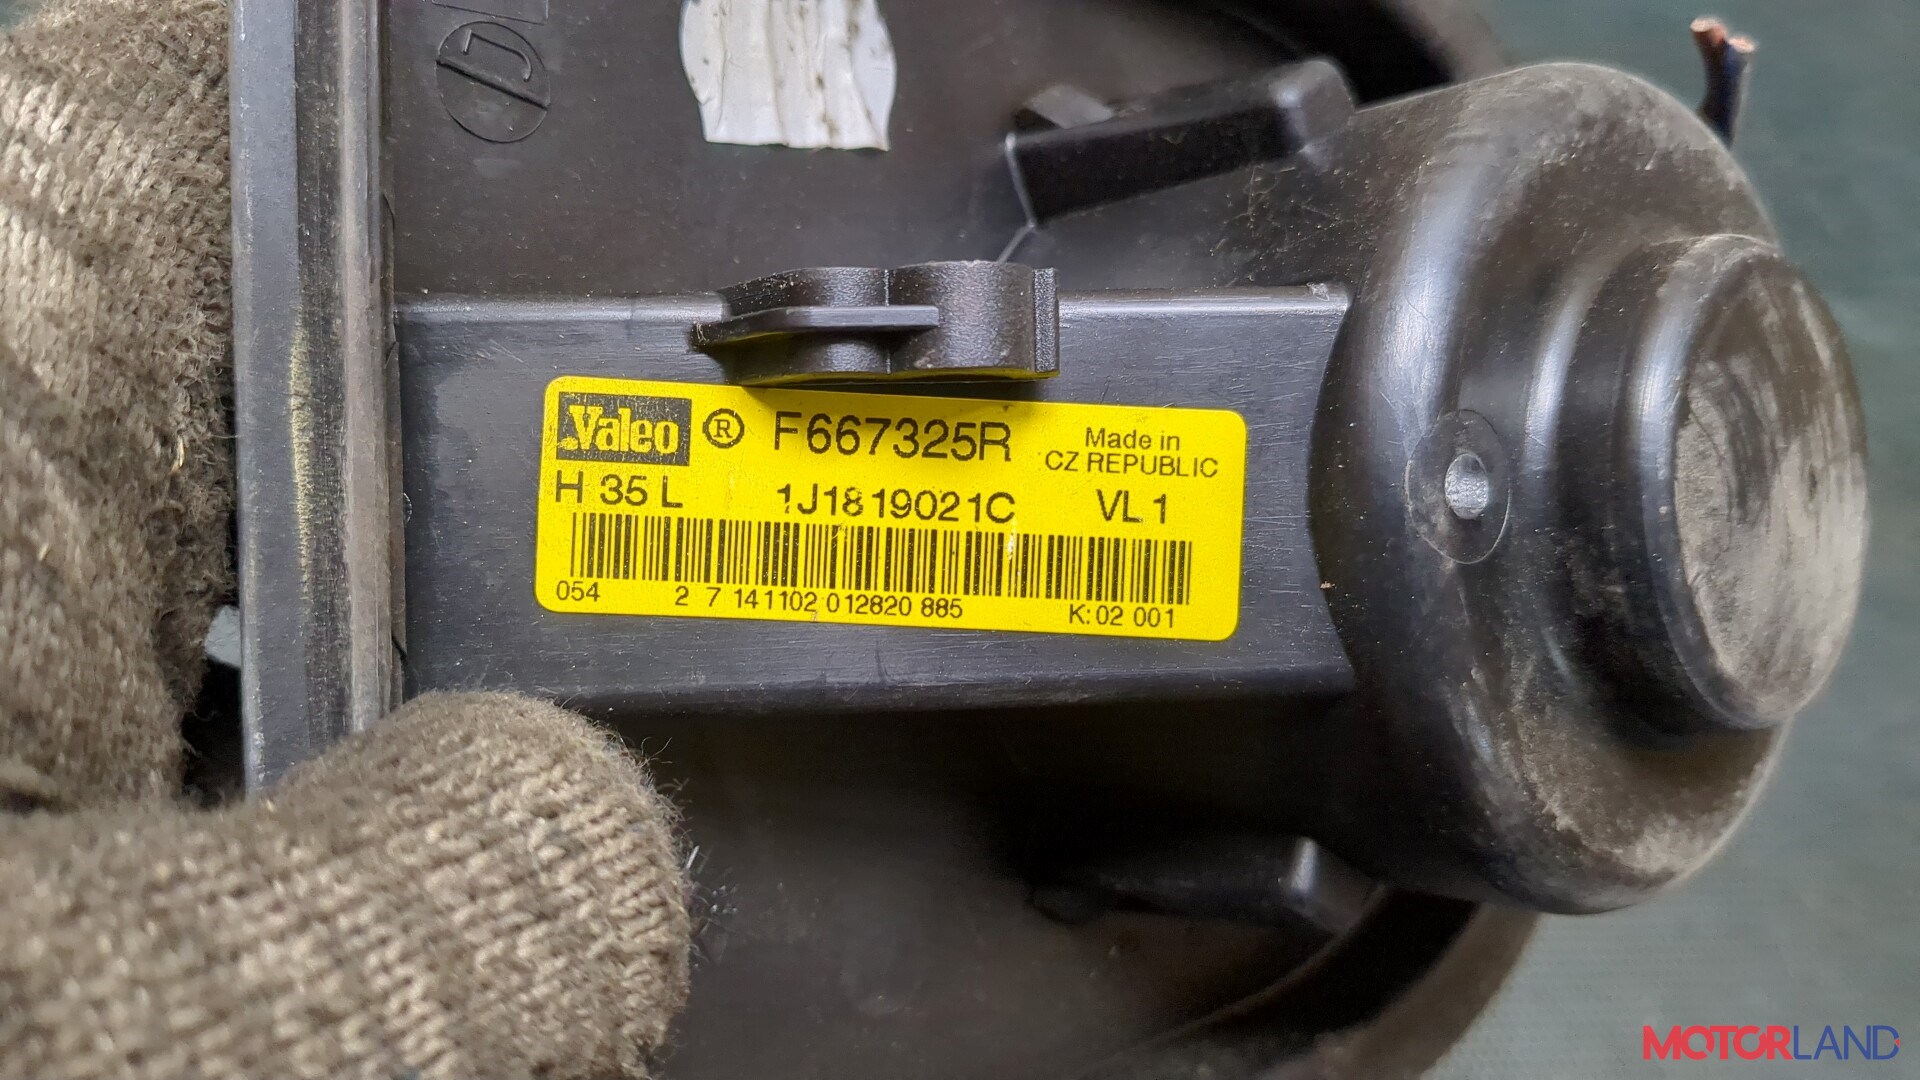 Valeo ® F667325R Made in
CZ REPUBLIC
H 35 L 1J1819021C VL 1
054 2 7 141102 012820 885 K: 02 001
MOTORLAND